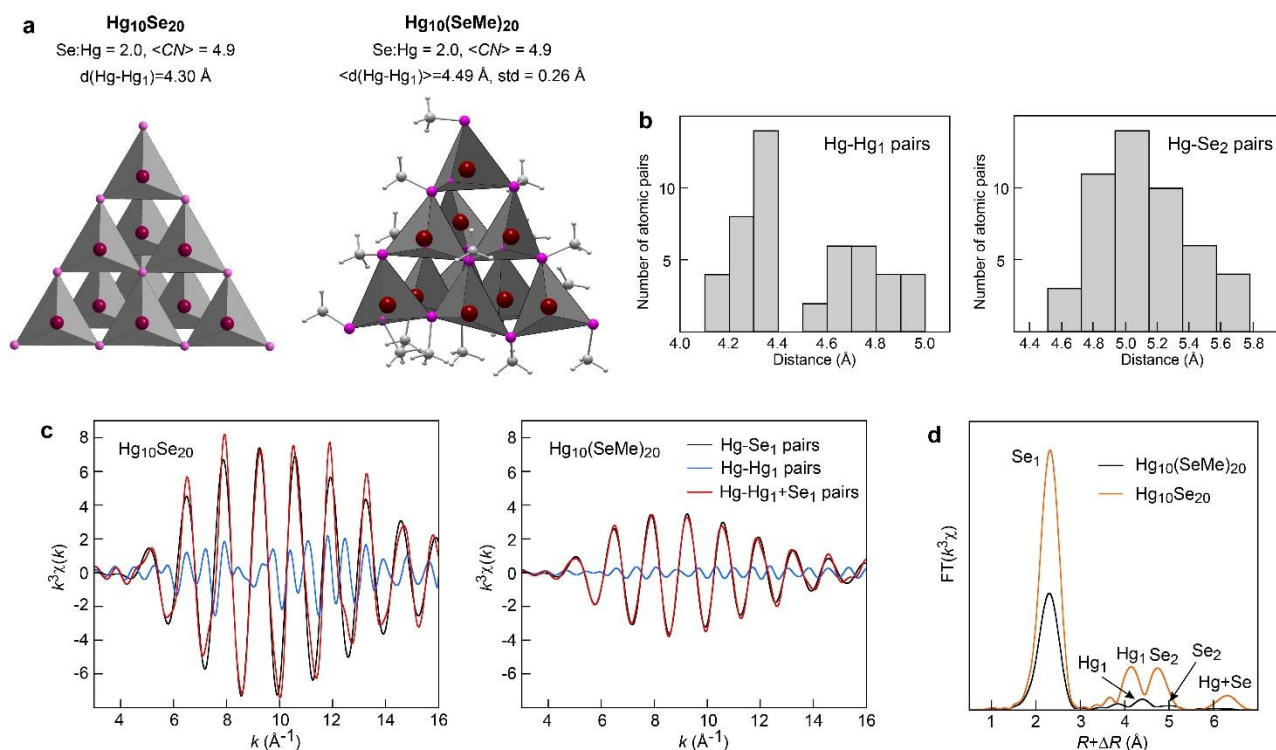 a
Hg10Se20
Se:Hg = 2.0, <CN> = 4.9
d(Hg-Hg1)=4.30 Å
Hg10(SeMe)20
Se:Hg = 2.0, <CN> = 4.9
<d(Hg-Hg1)>=4.49 Å, std = 0.26 Å
b
Number of atomic pairs
10
5
Hg-Hg1 pairs
4.0 4.2 4.4 4.6 4.8 5.0
Distance (Å)
Number of atomic pairs
10
5
Hg-Se2 pairs
4.4 4.6 4.8 5.0 5.2 5.4 5.6 5.8
Distance (Å)
c
k3χ(k)
8
6
4
2
0
-2
-4
-6
Hg10Se20
4 6 8 10 12 14 16
k (Å-1)
k3χ(k)
8
6
4
2
0
-2
-4
-6
Hg10(SeMe)20
Hg-Se1 pairs
Hg-Hg1 pairs
Hg-Hg1+Se1 pairs
4 6 8 10 12 14 16
k (Å-1)
d
FT(k3χ)
Se1
Hg10(SeMe)20
Hg10Se20
Hg1
Hg1 Se2
Se2
Hg+Se
1 2 3 4 5 6
R+ΔR (Å)